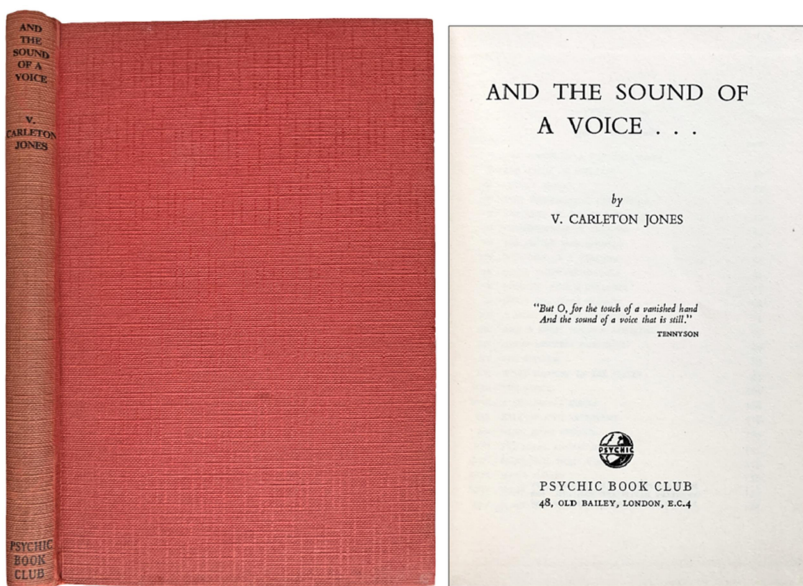 AND
THE
SOUND
OF A
VOICE
V.
CARLETON
JONES
PSYCHIC
BOOK
CLUB
AND THE SOUND OF
A VOICE . . .
by
V. CARLETON JONES
"But O, for the touch of a vanished hand
And the sound of a voice that is still."
TENNYSON
PSYCHIC
PSYCHIC BOOK CLUB
48, OLD BAILEY, LONDON, E.C.4